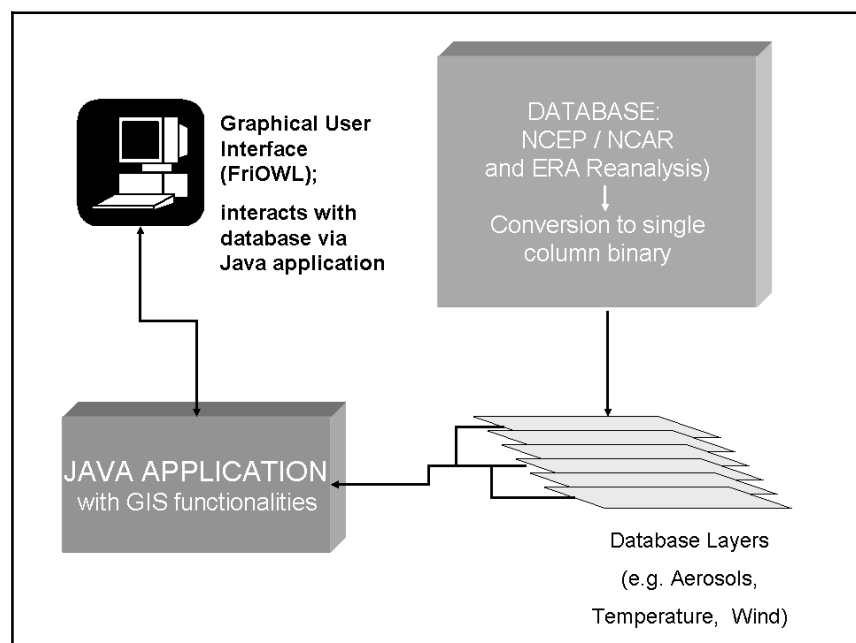 Graphical User
Interface
(FriOWL);
interacts with
database via
Java application
DATABASE:
NCEP / NCAR
and ERA Reanalysis)
Conversion to single
column binary
JAVA APPLICATION
with GIS functionalities
Database Layers
(e.g. Aerosols,
Temperature, Wind)